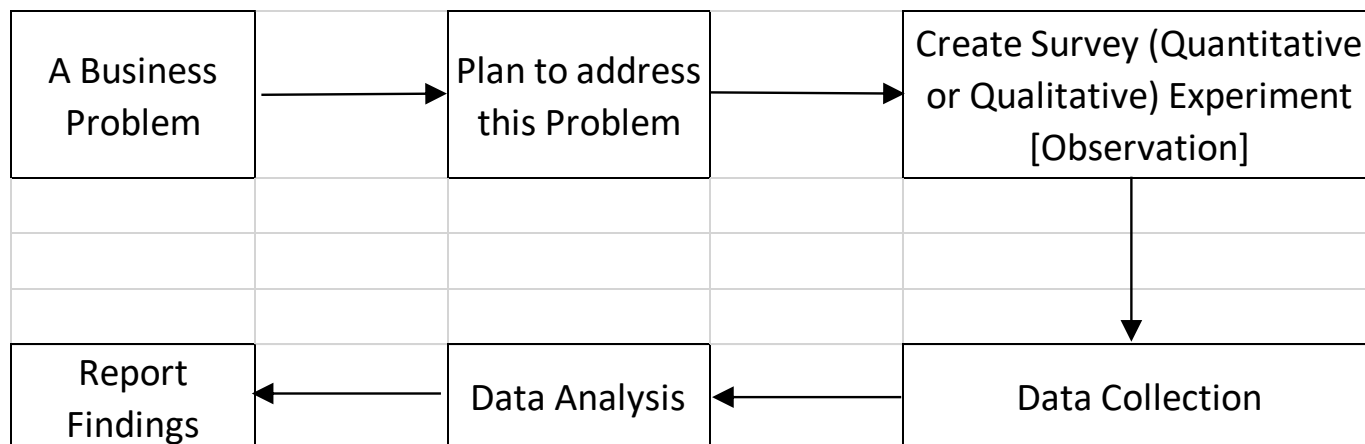 A Business
Problem
Plan to address
this Problem
Create Survey (Quantitative
or Qualitative) Experiment
[Observation]
Report
Findings
Data Analysis
Data Collection